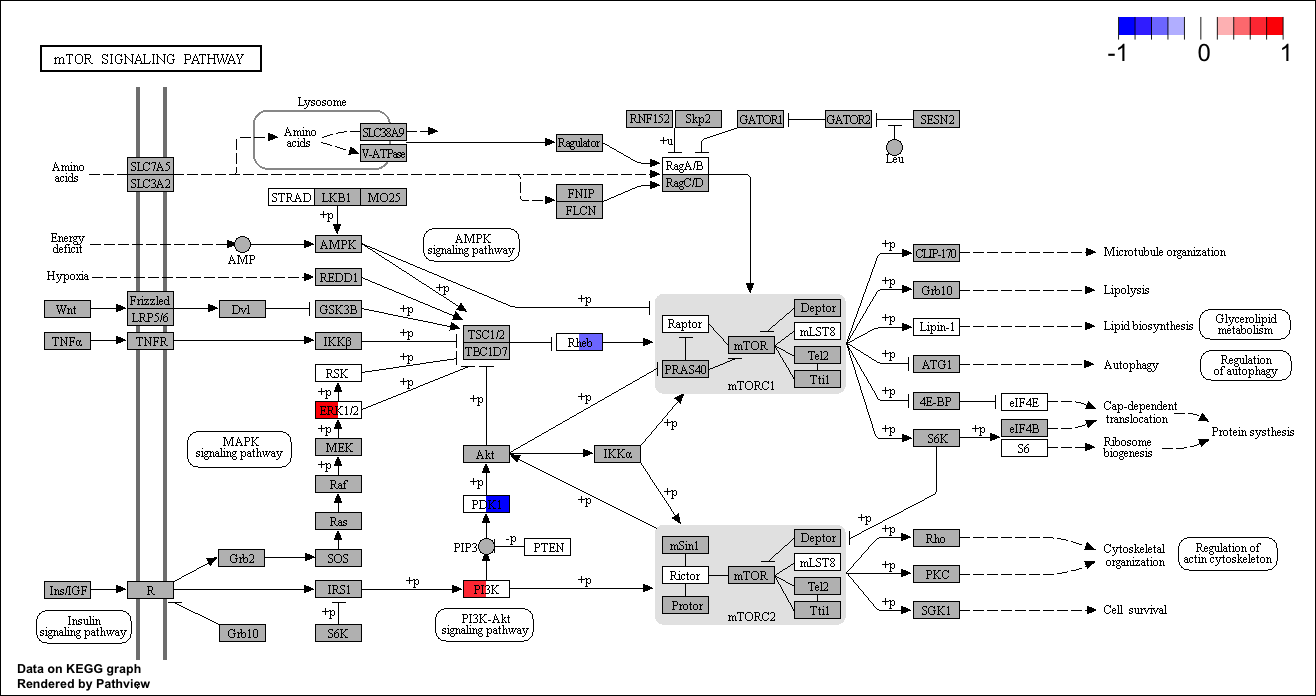 -1 0 1
mTOR SIGNALING PATHWAY
Lysosome
RNF152 Skp2 GATOR1 GATOR2 SESN2
Amino
acids
SLC38A9
V-ATPase
Ragulator
+u
Leu
Amino
acids
SLC7A5
SLC3A2
RagA/B
RagC/D
STRAD LKB1 MO25
FNIP
FLCN
+p
Energy
deficit
AMP
AMPK
AMPK
signaling pathway
CLIP-170
+p
Microtubule organization
Hypoxia
REDD1
+p
+p
Grb10
+p
Lipolysis
Wnt
Frizzled
LRP5/6
Dvl
GSK3B
+p
+p
TNFα
TNFR
IKKβ
+p
TSC1/2
TBC1D7
Rheb
Raptor
mTOR
PRAS40
Deptor
mLST8
Tel2
Tti1
mTORC1
+p
Lipin-1
Lipid biosynthesis
Glycerolipid
metabolism
+p
ATG1
Autophagy
Regulation
of autophagy
RSK
+p
+p
ERK1/2
+p
+p
MEK
+p
Raf
Ras
MAPK
signaling pathway
+p
4E-BP
eIF4E
Cap-dependent
translocation
+p
S6K
+p
eIF4B
S6
Ribosome
biogenesis
Protein systhesis
+p
Akt
+p
IKKα
+p
+p
+p
+p
PDK1
PIP3
-p
PTEN
+p
Grb2
SOS
Ins/IGF
R
IRS1
+p
PI3K
+p
Grb10
+p
S6K
Insulin
signaling pathway
PI3K-Akt
signaling pathway
mSin1
Rictor
mTOR
Protor
Deptor
mLST8
Tel2
Tti1
mTORC2
+p
Rho
+p
PKC
+p
SGK1
Cytoskeletal
organization
Regulation of
actin cytoskeleton
Cell survival
Data on KEGG graph
Rendered by Pathview